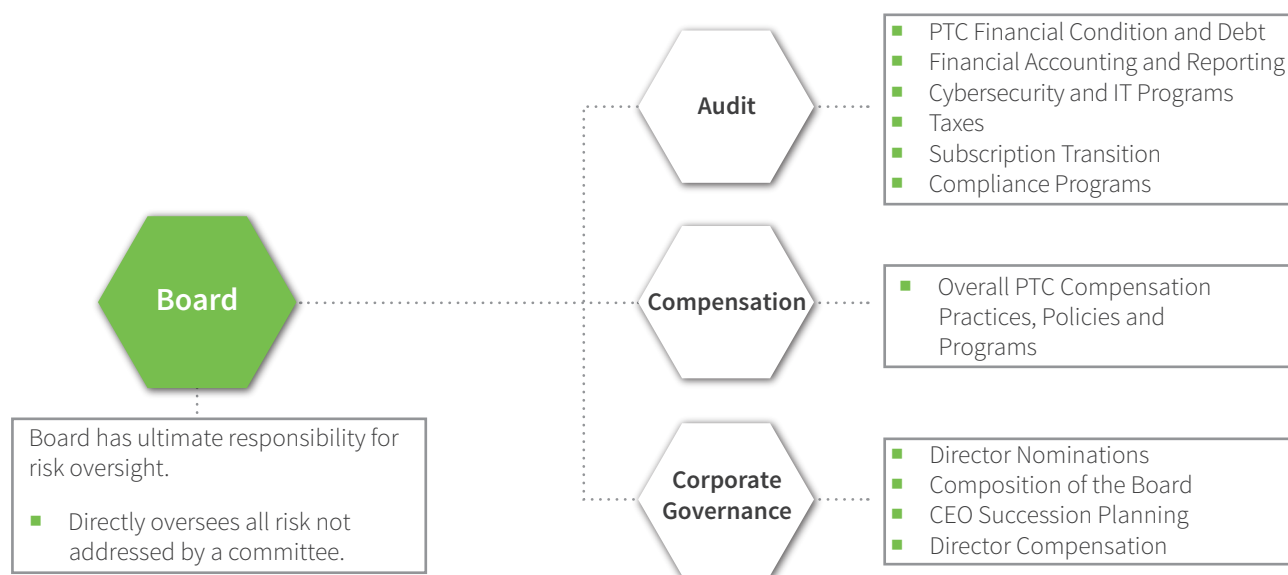 Board
Board has ultimate responsibility for
risk oversight.
Directly oversees all risk not
addressed by a committee.
Audit
PTC Financial Condition and Debt
Financial Accounting and Reporting
Cybersecurity and IT Programs
Taxes
Subscription Transition
Compliance Programs
Compensation
Overall PTC Compensation
Practices, Policies and
Programs
Corporate
Governance
Director Nominations
Composition of the Board
CEO Succession Planning
Director Compensation